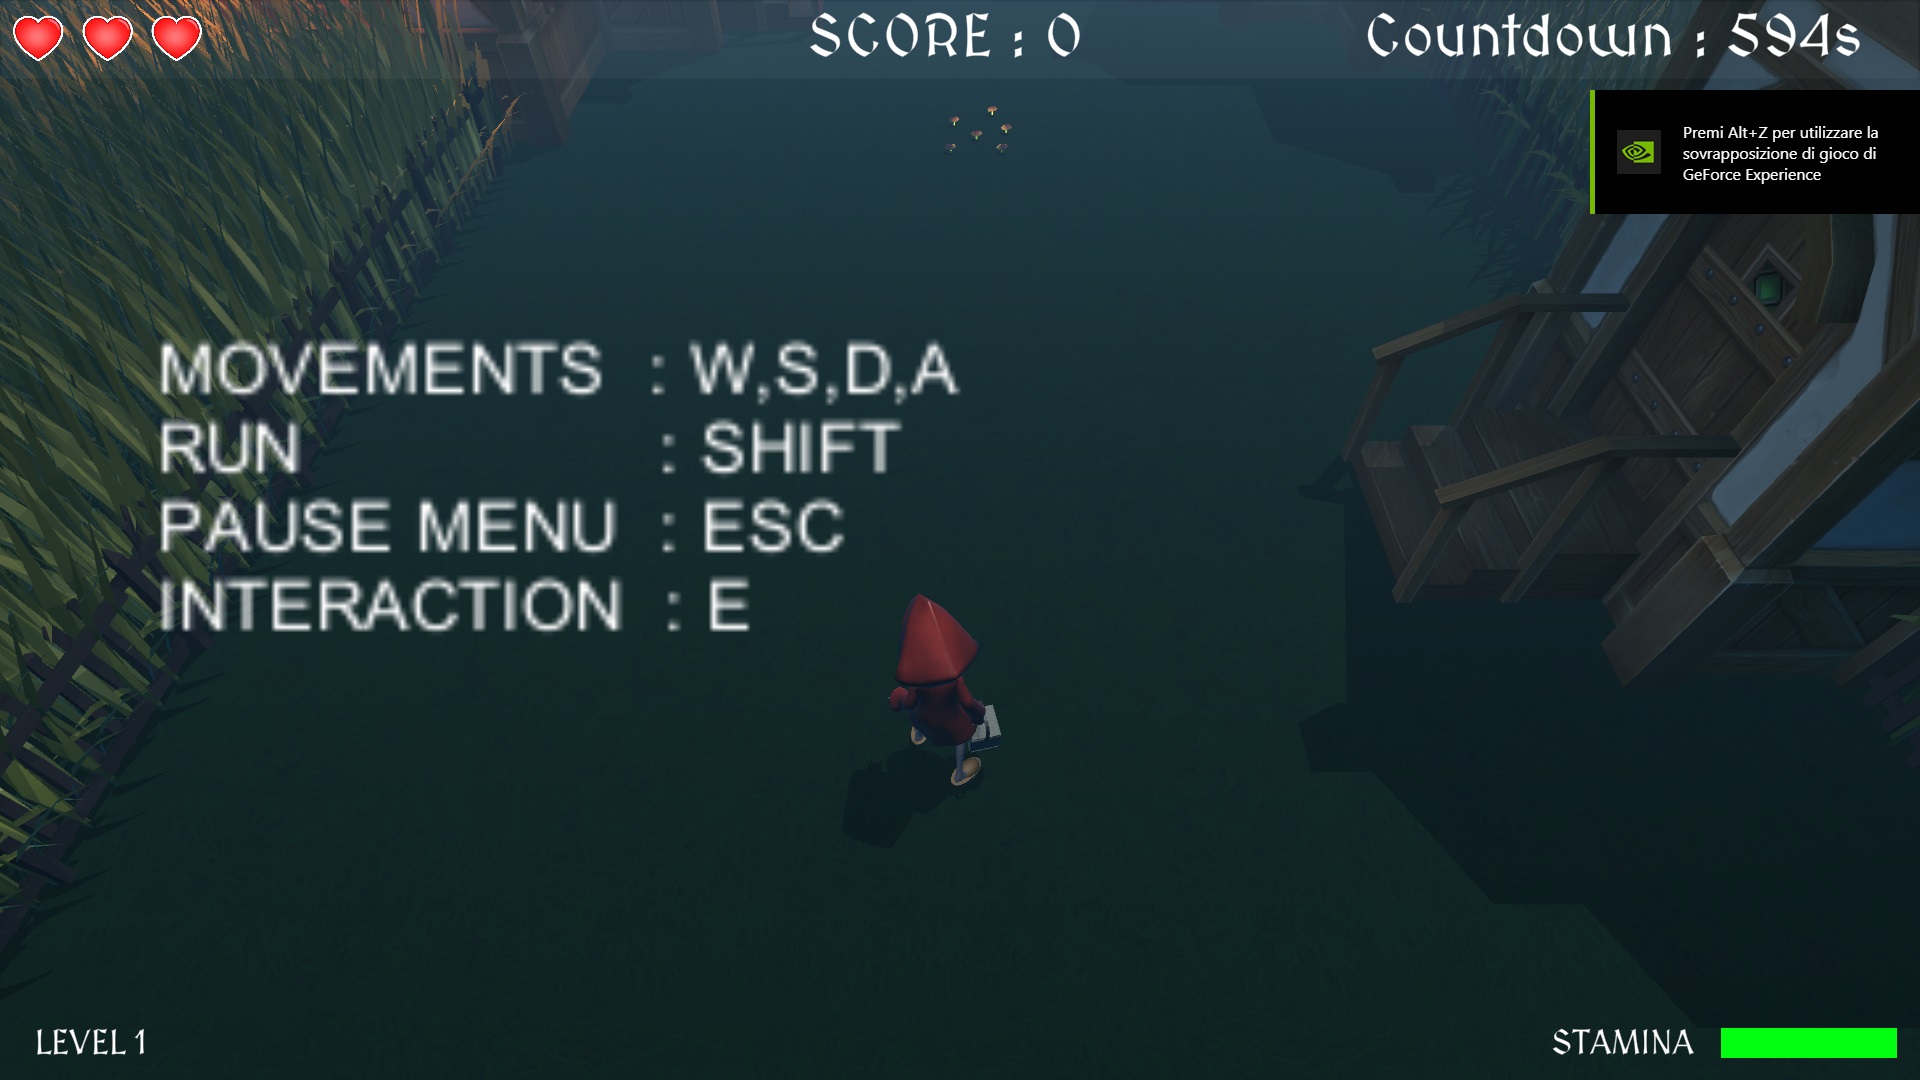 SCORE : 0
Countdown : 594s
Premi Alt+Z per utilizzare la
sovrapposizione di gioco di
GeForce Experience
MOVEMENTS : W,S,D,A
RUN : SHIFT
PAUSE MENU : ESC
INTERACTION : E
LEVEL 1
STAMINA